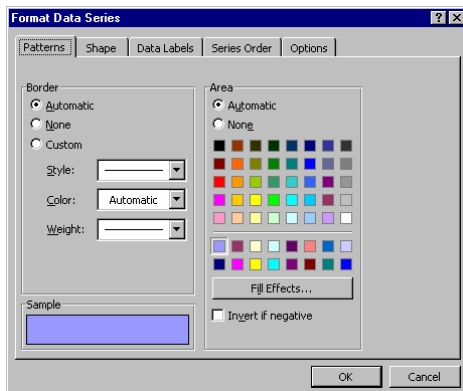 Format Data Series
Patterns Shape Data Labels Series Order Options
Border
Automatic
None
Custom
Style:
Color: Automatic
Weight:
Sample
Area
Automatic
None
Fill Effects...
Invert if negative
OK Cancel